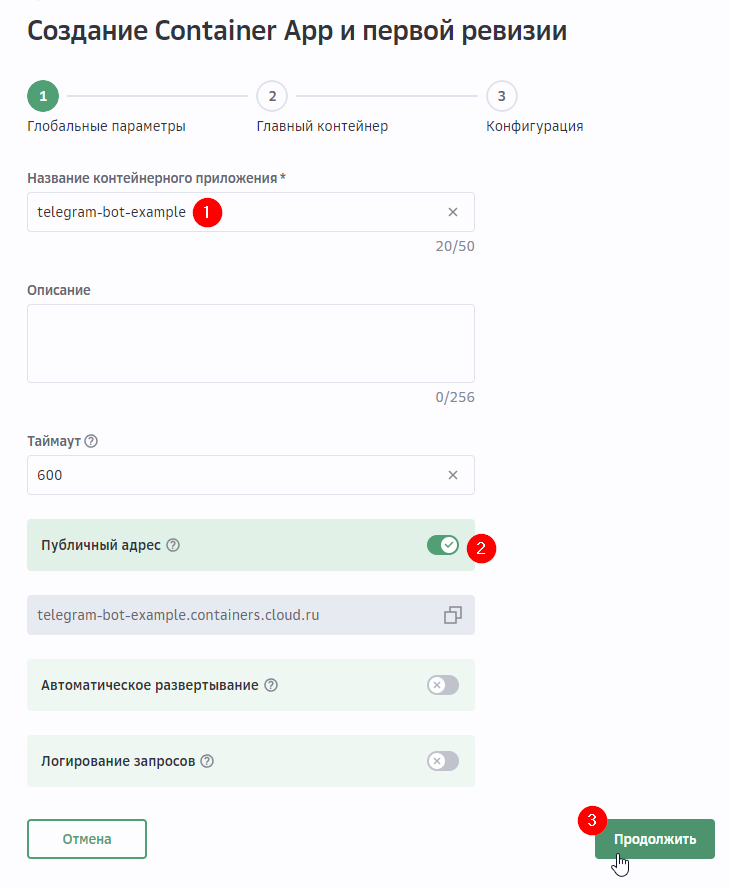 Создание Container App и первой ревизии
1 2 3
Глобальные параметры Главный контейнер Конфигурация
Название контейнерного приложения *
telegram-bot-example 1
20/50
Описание
0/256
Таймаут ?
600
Публичный адрес ? 2
telegram-bot-example.containers.cloud.ru
Автоматическое развертывание ?
Логирование запросов ?
3
Отмена Продолжить